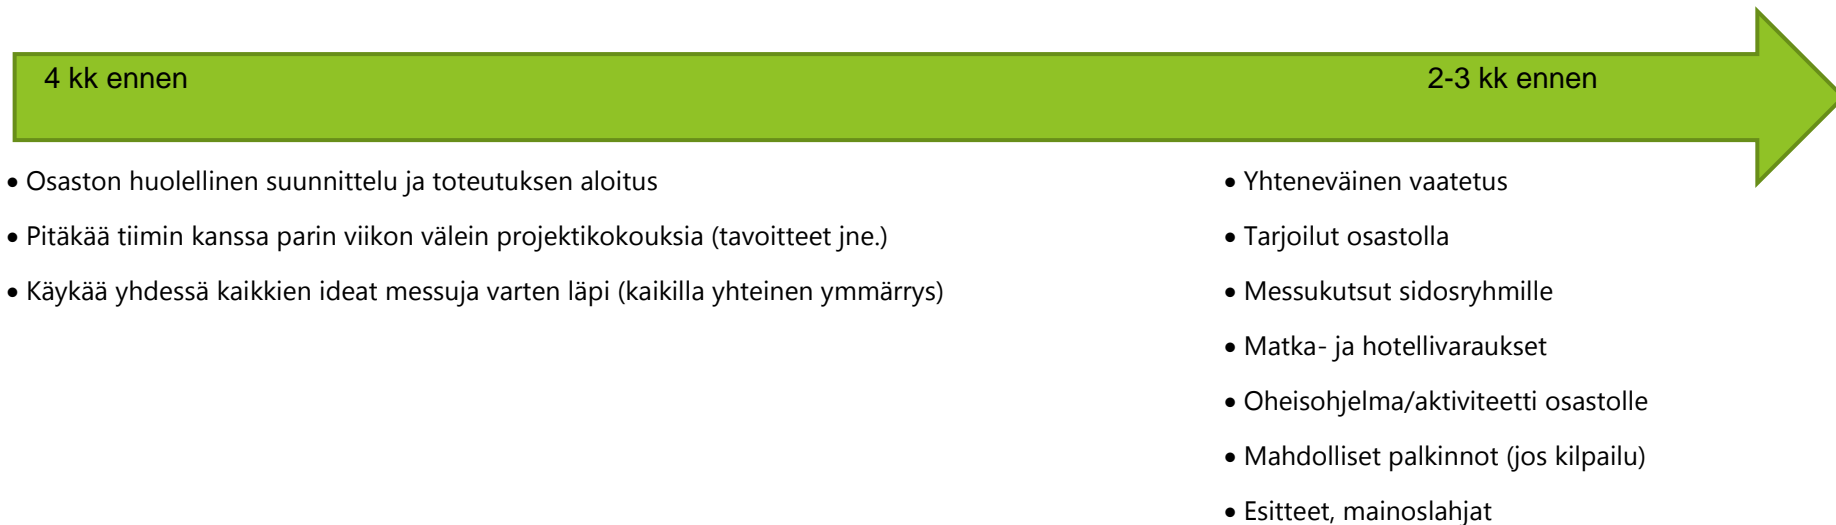 4 kk ennen
2-3 kk ennen
• Osaston huolellinen suunnittelu ja toteutuksen aloitus
• Pitäkää tiimin kanssa parin viikon välein projektikokouksia (tavoitteet jne.)
• Käykää yhdessä kaikkien ideat messuja varten läpi (kaikilla yhteinen ymmärrys)
• Yhteneväinen vaatetus
• Tarjoilut osastolla
• Messukutsut sidosryhmille
• Matka- ja hotellivaraukset
• Oheisohjelma/aktiviteetti osastolle
• Mahdolliset palkinnot (jos kilpailu)
• Esitteet, mainoslahjat